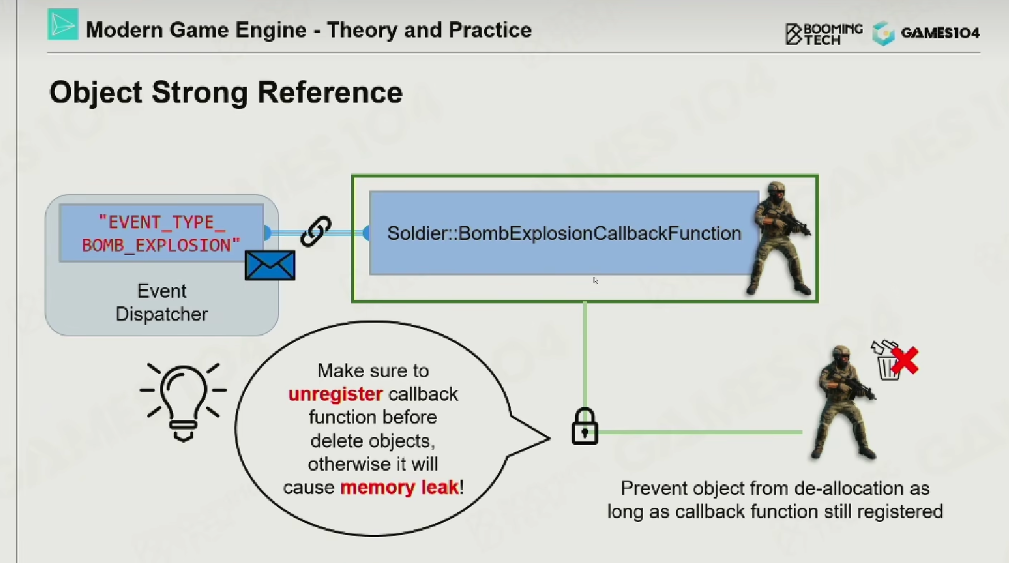 Modern Game Engine - Theory and Practice
BOOMING
TECH
GAMES104
Object Strong Reference
"EVENT_TYPE_
BOMB_EXPLOSION"
Event
Dispatcher
Soldier::BombExplosionCallbackFunction
Make sure to
unregister callback
function before
delete objects,
otherwise it will
cause memory leak!
Prevent object from de-allocation as
long as callback function still registered